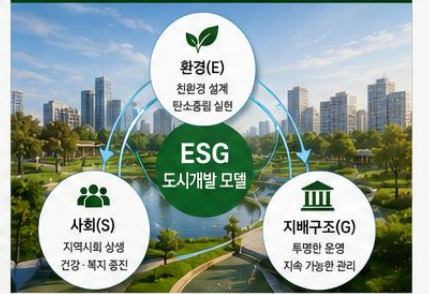 환경(E)
친환경 설계
탄소중립 실현
ESG
도시개발 모델
사회(S)
지역시회 상생
건강·복지 증진
지배구조(G)
투명한 운영
지속 가능한 관리